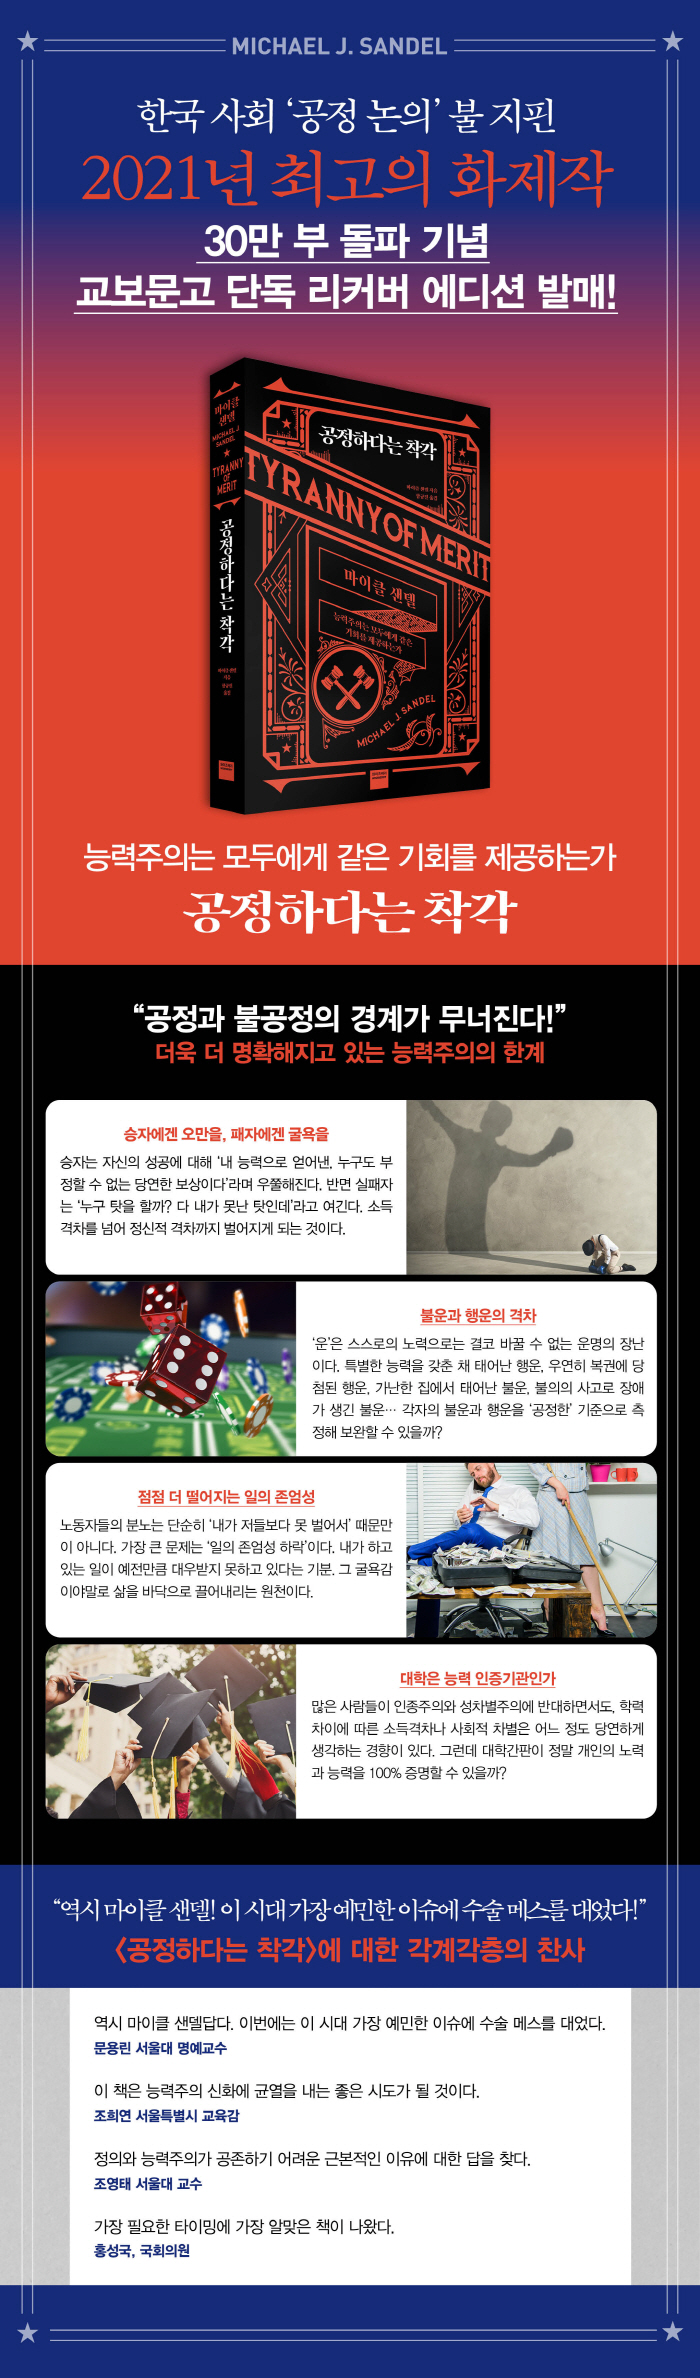 MICHAEL J. SANDEL
한국 사회 ‘공정 논의’ 불 지핀
2021년 최고의 화제작
30만 부 돌파 기념
교보문고 단독 리커버 에디션 발매!
마이클
샌델
MICHAEL J.
SANDEL
TYRANNY
OF
MERIT
공정하다는 착각
마이클 샌델
지음
함규진
옮김
공정하다는 착각
마이클 샌델 지음
함규진 옮김
TYRANNY OF MERIT
마이클 샌델
능력주의는 모두에게 같은
기회를 제공하는가
MICHAEL J. SANDEL
능력주의는 모두에게 같은 기회를 제공하는가
공정하다는 착각
“공정과 불공정의 경계가 무너진다!”
더욱 더 명확해지고 있는 능력주의의 한계
승자에겐 오만을, 패자에겐 굴욕을
승자는 자신의 성공에 대해 ‘내 능력으로 얻어낸, 누구도 부
정할 수 없는 당연한 보상이다’라며 우쭐해진다. 반면 실패자
는 ‘누구 탓을 할까? 다 내가 못난 탓인데’라고 여긴다. 소득
격차를 넘어 정신적 격차까지 벌어지게 되는 것이다.
불운과 행운의 격차
‘운’은 스스로의 노력으로는 결코 바꿀 수 없는 운명의 장난
이다. 특별한 능력을 갖춘 채 태어난 행운, 우연히 복권에 당
첨된 행운, 가난한 집에서 태어난 불운, 불의의 사고로 장애
가 생긴 불운… 각자의 불운과 행운을 ‘공정한’ 기준으로 측
정해 보완할 수 있을까?
점점 더 떨어지는 일의 존엄성
노동자들의 분노는 단순히 ‘내가 저들보다 못 벌어서’ 때문만
이 아니다. 가장 큰 문제는 ‘일의 존엄성 하락’이다. 내가 하고
있는 일이 예전만큼 대우받지 못하고 있다는 기분. 그 굴욕감
이야말로 삶을 바닥으로 끌어내리는 원천이다.
대학은 능력 인증기관인가
많은 사람들이 인종주의와 성차별주의에 반대하면서도, 학력
차이에 따른 소득격차나 사회적 차별은 어느 정도 당연하게
생각하는 경향이 있다. 그런데 대학간판이 정말 개인의 노력
과 능력을 100% 증명할 수 있을까?
“역시 마이클 샌델! 이 시대 가장 예민한 이슈에 수술 메스를 대었다!”
〈공정하다는 착각〉에 대한 각계각층의 찬사
역시 마이클 샌델답다. 이번에는 이 시대 가장 예민한 이슈에 수술 메스를 대었다.
문용린 서울대 명예교수
이 책은 능력주의 신화에 균열을 내는 좋은 시도가 될 것이다.
조희연 서울특별시 교육감
정의와 능력주의가 공존하기 어려운 근본적인 이유에 대한 답을 찾다.
조영태 서울대 교수
가장 필요한 타이밍에 가장 알맞은 책이 나왔다.
홍성국, 국회의원